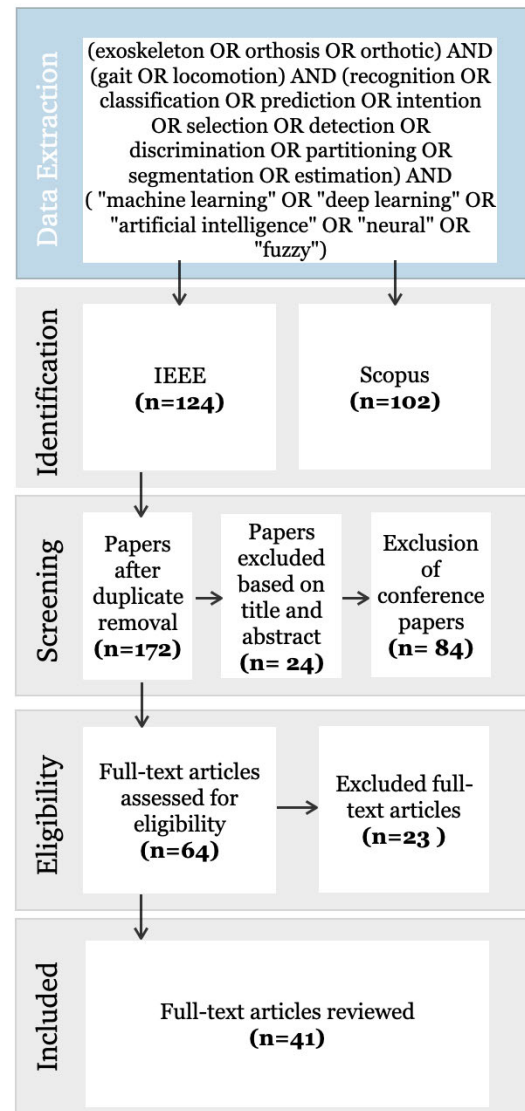 Data Extraction
(exoskeleton OR orthosis OR orthotic) AND
(gait OR locomotion) AND (recognition OR
classification OR prediction OR intention
OR selection OR detection OR
discrimination OR partitioning OR
segmentation OR estimation) AND
( "machine learning" OR "deep learning" OR
"artificial intelligence" OR "neural" OR
"fuzzy")
Identification
IEEE
(n=124)
Scopus
(n=102)
Screening
Papers
after
duplicate
removal
(n=172)
Papers
excluded
based on
title and
abstract
(n= 24)
Exclusion
of
conference
papers
(n= 84)
Eligibility
Full-text articles
assessed for
eligibility
(n=64)
Excluded full-
text articles
(n=23 )
Included
Full-text articles reviewed
(n=41)